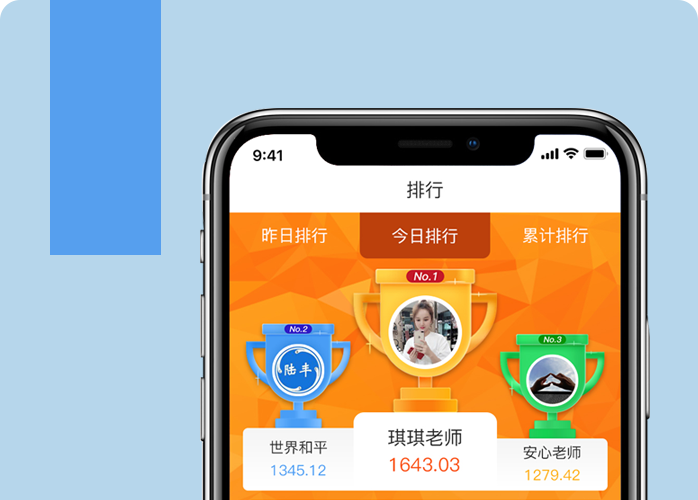 9:41
排行
昨日排行 今日排行 累计排行
No.1
No.2
No.3
陆丰
琪琪老师
1643.03
世界和平
1345.12
安心老师
1279.42